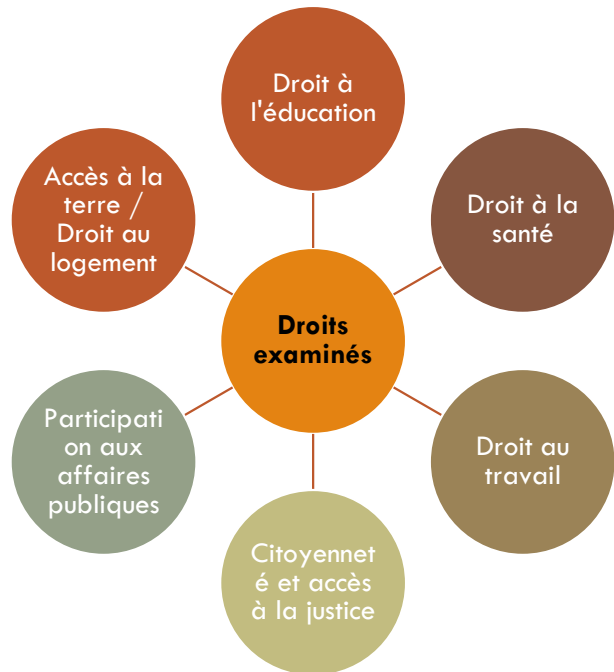 Droit à
l'éducation
Droit à la
santé
Droit au
travail
Citoyennet
é et accès
à la justice
Participati
on aux
affaires
publiques
Accès à la
terre /
Droit au
logement
Droits
examinés